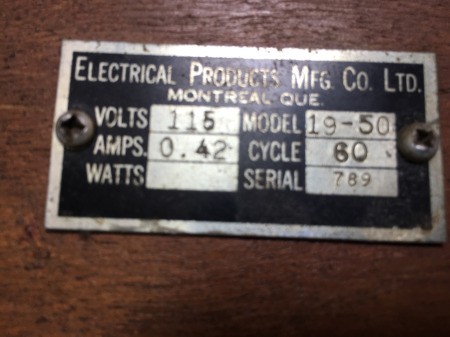 ELECTRICAL PRODUCTS MFG. CO. LTD.
MONTREAL QUE.
VOLTS 115 MODEL 19-50
AMPS. 0.42 CYCLE 60
WATTS SERIAL 789